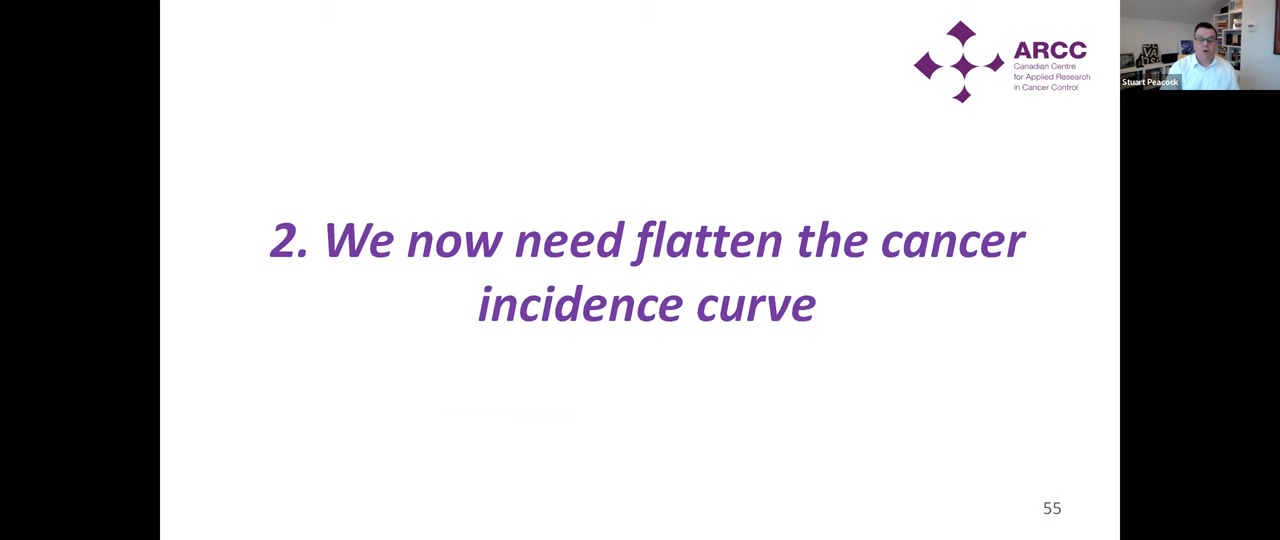 ARCC
Canadian Centre
for Applied Research
in Cancer Control
Stuart Peacock
2. We now need flatten the cancer
incidence curve
55